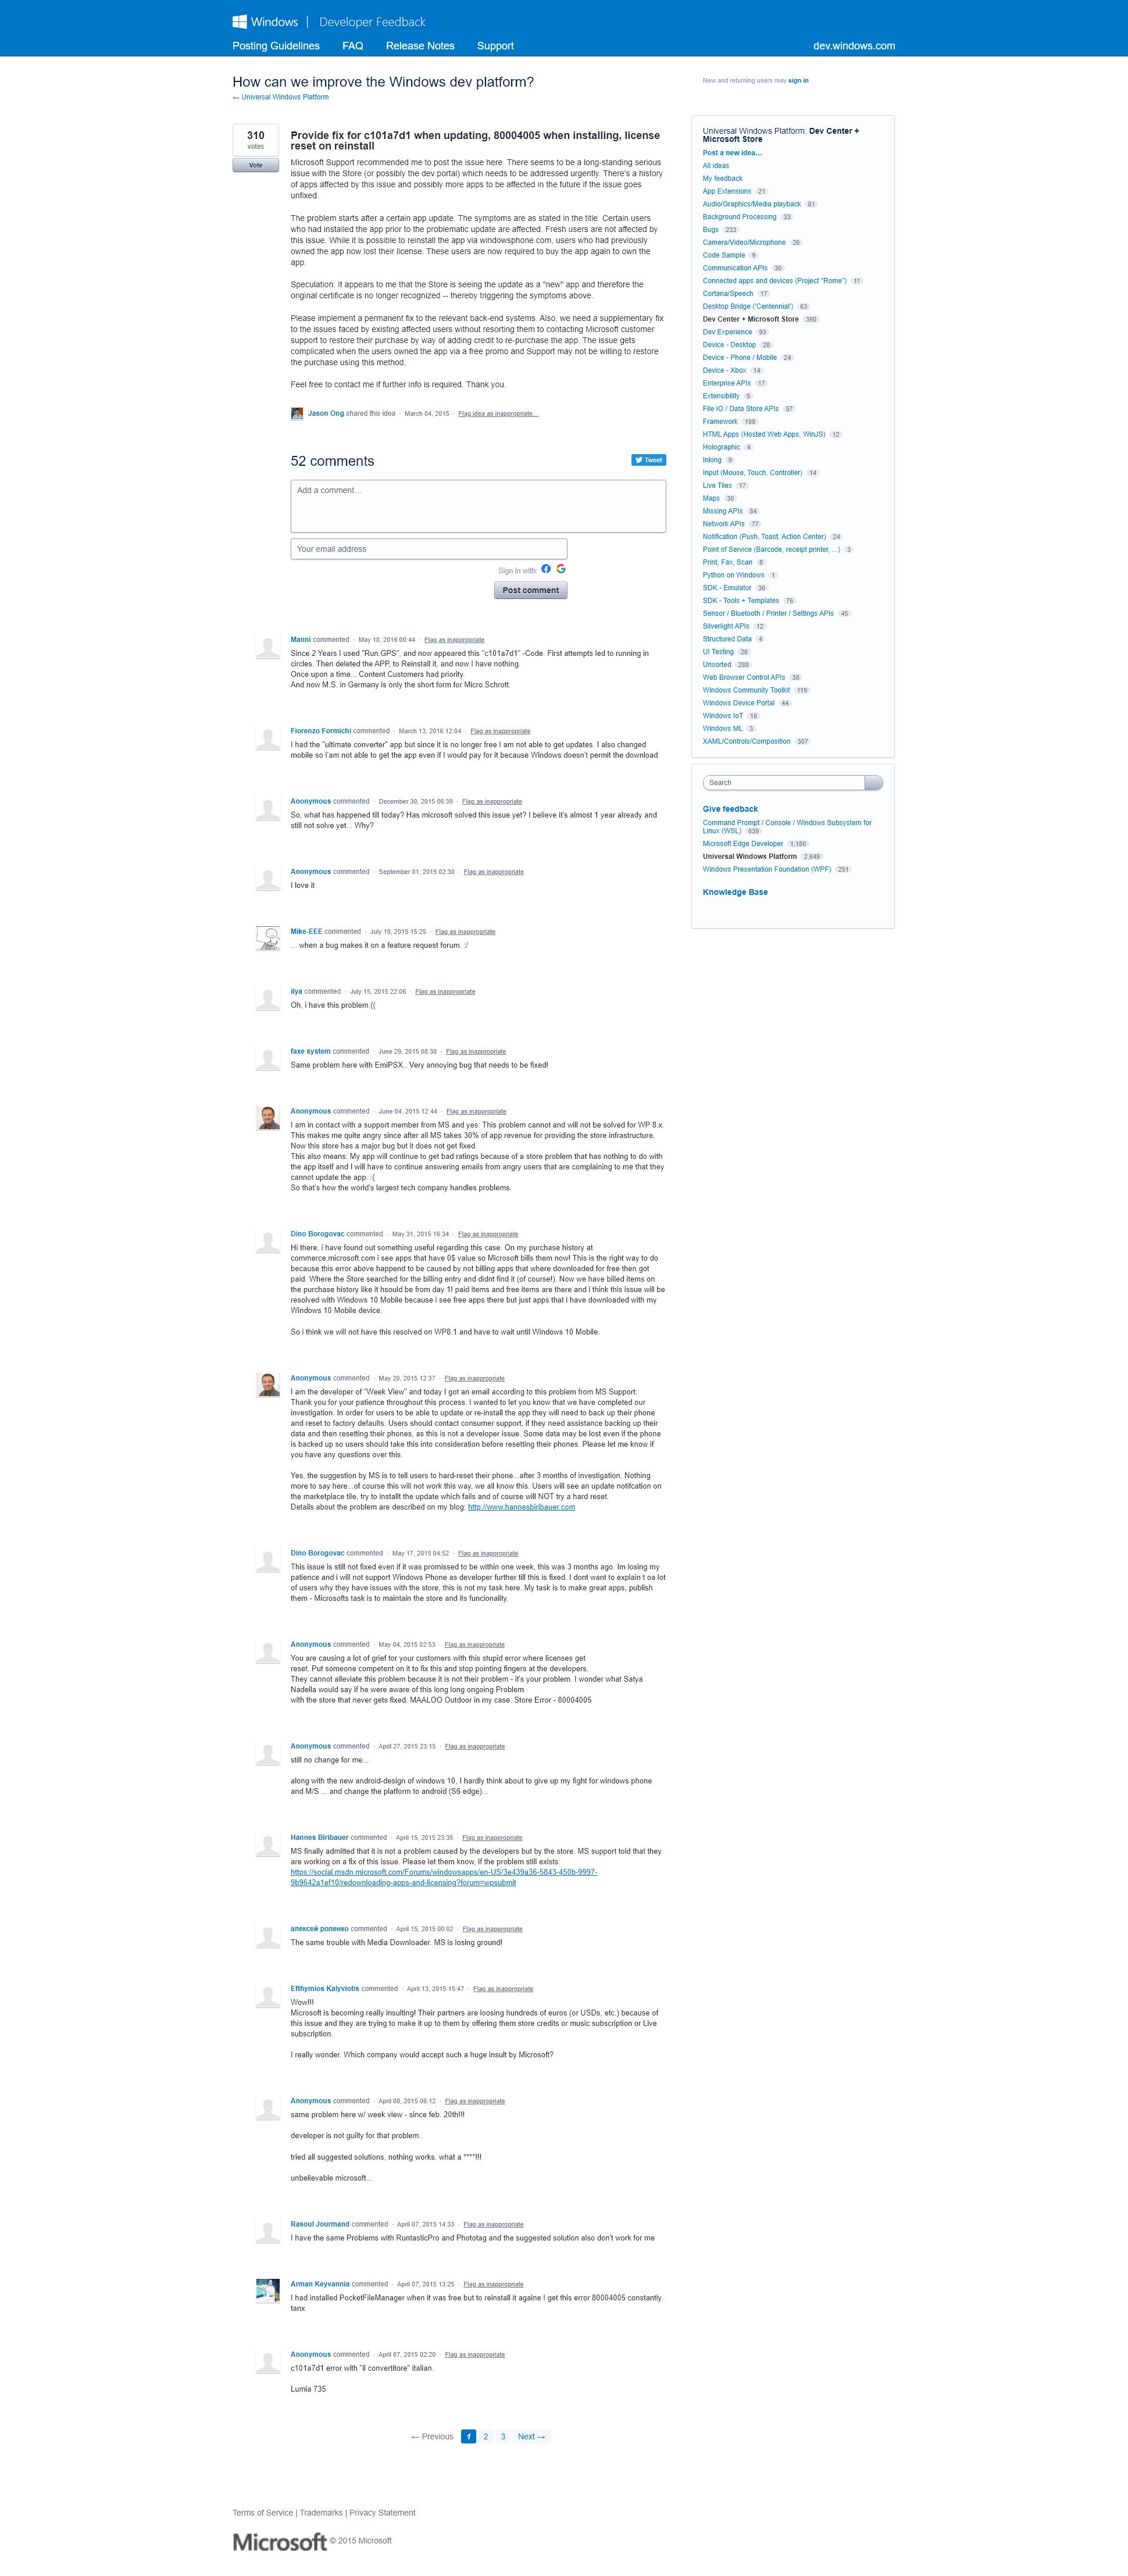 Windows | Developer Feedback
Posting Guidelines FAQ Release Notes Support dev.windows.com
How can we improve the Windows dev platform?
← Universal Windows Platform
New and returning users may sign in
310
votes
Vote
Provide fix for c101a7d1 when updating, 80004005 when installing, license
reset on reinstall
Microsoft Support recommended me to post the issue here. There seems to be a long-standing serious
issue with the Store (or possibly the dev portal) which needs to be addressed urgently. There's a history
of apps affected by this issue and possibly more apps to be affected in the future if the issue goes
unfixed.
The problem starts after a certain app update. The symptoms are as stated in the title. Certain users
who had installed the app prior to the problematic update are affected. Fresh users are not affected by
this issue. While it is possible to reinstall the app via windowsphone.com, users who had previously
owned the app now lost their license. These users are now required to buy the app again to own the
app.
Speculation: It appears to me that the Store is seeing the update as a "new" app and therefore the
original certificate is no longer recognized -- thereby triggering the symptoms above.
Please implement a permanent fix to the relevant back-end systems. Also, we need a supplementary fix
to the issues faced by existing affected users without resorting them to contacting Microsoft customer
support to restore their purchase by way of adding credit to re-purchase the app. The issue gets
complicated when the users owned the app via a free promo and Support may not be willing to restore
the purchase using this method.
Feel free to contact me if further info is required. Thank you.
Jason Ong shared this idea · March 04, 2015 · Flag idea as inappropriate…
52 comments
Tweet
Add a comment…
Your email address
Sign in with:
Post comment
Manni commented · May 18, 2016 00:44 · Flag as inappropriate
Since 2 Years I used "Run.GPS", and now appeared this "c101a7d1" -Code. First attempts led to running in
circles. Then deleted the APP, to Reinstall it, and now I have nothing.
Once upon a time... Content Customers had priority.
And now M.S. in Germany is only the short form for Micro.Schrott.
Fiorenzo Formichi commented · March 13, 2016 12:04 · Flag as inappropriate
I had the "ultimate converter" app but since it is no longer free I am not able to get updates. I also changed
mobile so I'am not able to get the app even if I would pay for it because Windows doesn't permit the download
Anonymous commented · December 30, 2015 06:39 · Flag as inappropriate
So, what has happened till today? Has microsoft solved this issue yet? I believe it's almost 1 year already and
still not solve yet... Why?
Anonymous commented · September 01, 2015 02:30 · Flag as inappropriate
I love it
Mike-EEE commented · July 19, 2015 15:25 · Flag as inappropriate
... when a bug makes it on a feature request forum. :/
ilya commented · July 15, 2015 22:06 · Flag as inappropriate
Oh, i have this problem ((
faxe system commented · June 29, 2015 08:30 · Flag as inappropriate
Same problem here with EmiPSX.. Very annoying bug that needs to be fixed!
Anonymous commented · June 04, 2015 12:44 · Flag as inappropriate
I am in contact with a support member from MS and yes: This problem cannot and will not be solved for WP 8.x.
This makes me quite angry since after all MS takes 30% of app revenue for providing the store infrastructure.
Now this store has a major bug but it does not get fixed.
This also means: My app will continue to get bad ratings because of a store problem that has nothing to do with
the app itself and I will have to continue answering emails from angry users that are complaining to me that they
cannot update the app. :(
So that's how the world's largest tech company handles problems.
Dino Borogovac commented · May 31, 2015 16:34 · Flag as inappropriate
Hi there, i have found out something useful regarding this case. On my purchase history at
commerce.microsoft.com i see apps that have 0$ value so Microsoft bills them now! This is the right way to do
because this error above happend to be caused by not billing apps that where downloaded for free then got
paid. Where the Store searched for the billing entry and didnt find it (of course!). Now we have billed items on
the purchase history like it hsould be from day 1! paid items and free items are there and i think this issue will be
resolved with Windows 10 Mobile because i see free apps there but just apps that i have downloaded with my
Windows 10 Mobile device.
So i think we will not have this resolved on WP8.1 and have to wait until Windows 10 Mobile.
Anonymous commented · May 20, 2015 12:37 · Flag as inappropriate
I am the developer of "Week View" and today I got an email according to this problem from MS Support:
Thank you for your patience throughout this process. I wanted to let you know that we have completed our
investigation. In order for users to be able to update or re-install the app they will need to back up their phone
and reset to factory defaults. Users should contact consumer support, if they need assistance backing up their
data and then resetting their phones, as this is not a developer issue. Some data may be lost even if the phone
is backed up so users should take this into consideration before resetting their phones. Please let me know if
you have any questions over this.
Yes, the suggestion by MS is to tell users to hard-reset their phone...after 3 months of investigation. Nothing
more to say here...of course this will not work this way, we all know this. Users will see an update notifcation on
the marketplace tile, try to installt the update which fails and of course will NOT try a hard reset.
Details about the problem are described on my blog: http://www.hannesbiribauer.com
Dino Borogovac commented · May 17, 2015 04:52 · Flag as inappropriate
This issue is still not fixed even if it was promissed to be within one week, this was 3 months ago. Im losing my
patience and i will not support Windows Phone as developer further till this is fixed. I dont want to explain t oa lot
of users why they have issues with the store, this is not my task here. My task is to make great apps, publish
them - Microsofts task is to maintain the store and its funcionality.
Anonymous commented · May 04, 2015 02:53 · Flag as inappropriate
You are causing a lot of grief for your customers with this stupid error where licenses get
reset. Put someone competent on it to fix this and stop pointing fingers at the developers.
They cannot alleviate this problem because it is not their problem - it's your problem. I wonder what Satya
Nadella would say if he were aware of this long long ongoing Problem
with the store that never gets fixed. MAALOO Outdoor in my case. Store Error - 80004005
Anonymous commented · April 27, 2015 23:15 · Flag as inappropriate
still no change for me...
along with the new android-design of windows 10, I hardly think about to give up my fight for windows phone
and M/S ... and change the platform to android (S6 edge)...
Hannes Biribauer commented · April 15, 2015 23:35 · Flag as inappropriate
MS finally admitted that it is not a problem caused by the developers but by the store. MS support told that they
are working on a fix of this issue. Please let them know, if the problem still exists:
https://social.msdn.microsoft.com/Forums/windowsapps/en-US/3e439a36-5843-450b-9997-
9b9642a1ef10/redownloading-apps-and-licensing?forum=wpsubmit
алексей ропенко commented · April 15, 2015 00:02 · Flag as inappropriate
The same trouble with Media Downloader. MS is losing ground!
Efthymios Kalyviotis commented · April 13, 2015 15:47 · Flag as inappropriate
Wow!!!
Microsoft is becoming really insulting! Their partners are loosing hundreds of euros (or USDs, etc.) because of
this issue and they are trying to make it up to them by offering them store credits or music subscription or Live
subscription.
I really wonder. Which company would accept such a huge insult by Microsoft?
Anonymous commented · April 08, 2015 06:12 · Flag as inappropriate
same problem here w/ week view - since feb. 20th!!!
developer is not guilty for that problem.
tried all suggested solutions, nothing works. what a ****!!!
unbelievable microsoft...
Rasoul Jourmand commented · April 07, 2015 14:33 · Flag as inappropriate
I have the same Problems with RuntasticPro and Phototag and the suggested solution also don't work for me
Arman Keyvannia commented · April 07, 2015 13:25 · Flag as inappropriate
I had installed PocketFileManager when it was free but to reinstall it againe I get this error 80004005 constantly.
tanx
Anonymous commented · April 07, 2015 02:20 · Flag as inappropriate
c101a7d1 error with "il convertitore" italian.
Lumia 735
← Previous 1 2 3 Next →
Universal Windows Platform: Dev Center +
Microsoft Store
Post a new idea…
All ideas
My feedback
App Extensions 21
Audio/Graphics/Media playback 81
Background Processing 33
Bugs 233
Camera/Video/Microphone 26
Code Sample 9
Communication APIs 30
Connected apps and devices (Project "Rome") 11
Cortana/Speech 17
Desktop Bridge ('Centennial') 63
Dev Center + Microsoft Store 390
Dev Experience 93
Device - Desktop 28
Device - Phone / Mobile 24
Device - Xbox 14
Enterprise APIs 17
Extensibility 5
File IO / Data Store APIs 57
Framework 199
HTML Apps (Hosted Web Apps, WinJS) 12
Holographic 4
Inking 9
Input (Mouse, Touch, Controller) 14
Live Tiles 17
Maps 36
Missing APIs 84
Network APIs 77
Notification (Push, Toast, Action Center) 24
Point of Service (Barcode, receipt printer, ...) 3
Print, Fax, Scan 8
Python on Windows 1
SDK - Emulator 36
SDK - Tools + Templates 76
Sensor / Bluetooth / Printer / Settings APIs 45
Silverlight APIs 12
Structured Data 4
UI Testing 26
Unsorted 288
Web Browser Control APIs 38
Windows Community Toolkit 119
Windows Device Portal 44
Windows IoT 16
Windows ML 3
XAML/Controls/Composition 307
Search
Give feedback
Command Prompt / Console / Windows Subsystem for
Linux (WSL) 639
Microsoft Edge Developer 1,180
Universal Windows Platform 2,649
Windows Presentation Foundation (WPF) 251
Knowledge Base
Terms of Service | Trademarks | Privacy Statement
Microsoft © 2015 Microsoft